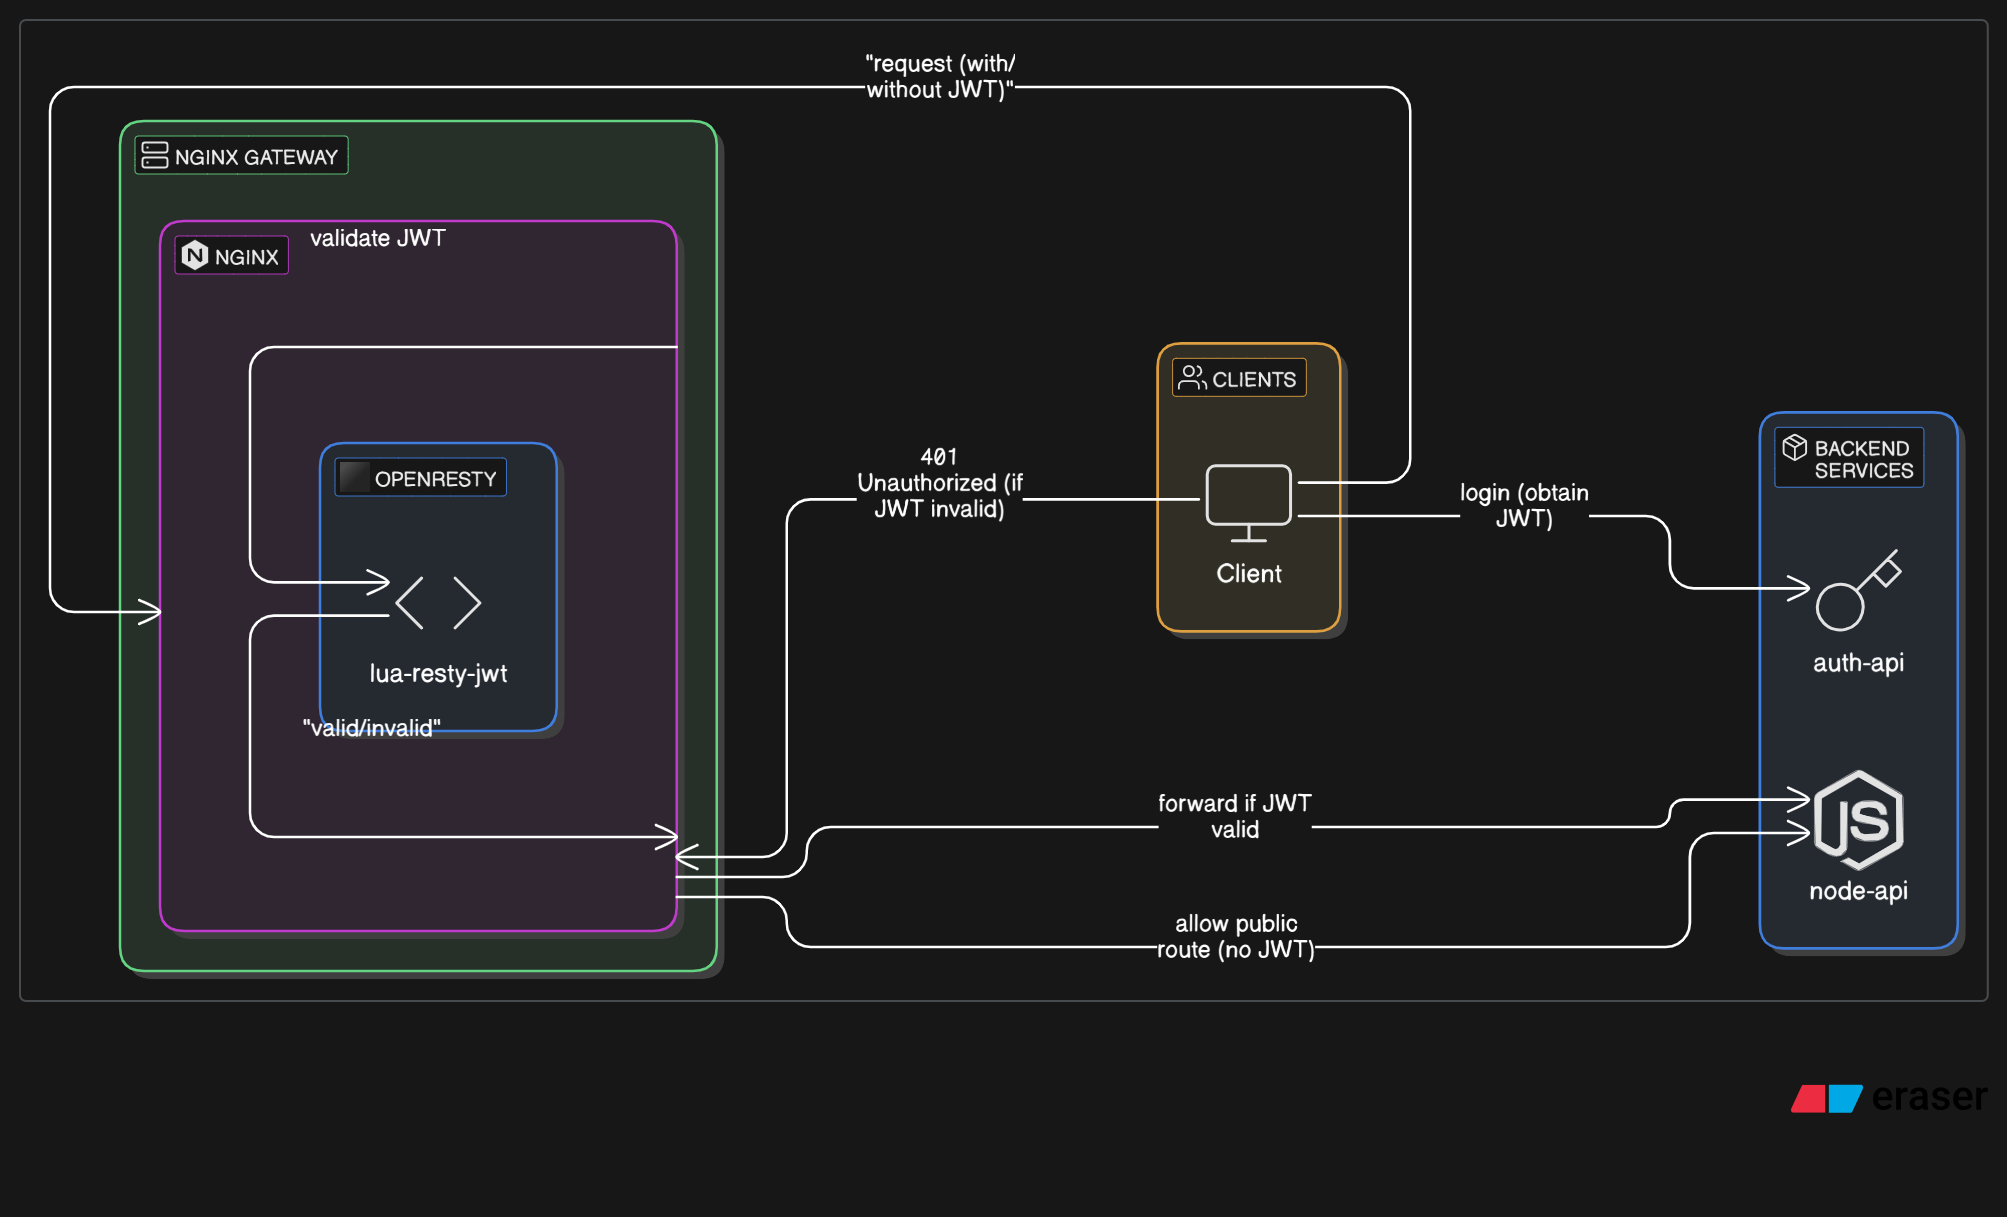 "request (with/
without JWT)"
NGINX GATEWAY
NGINX
validate JWT
OPENRESTY
lua-resty-jwt
"valid/invalid"
401
Unauthorized (if
JWT invalid)
CLIENTS
Client
login (obtain
JWT)
BACKEND
SERVICES
auth-api
forward if JWT
valid
JS
node-api
allow public
route (no JWT)
eraser